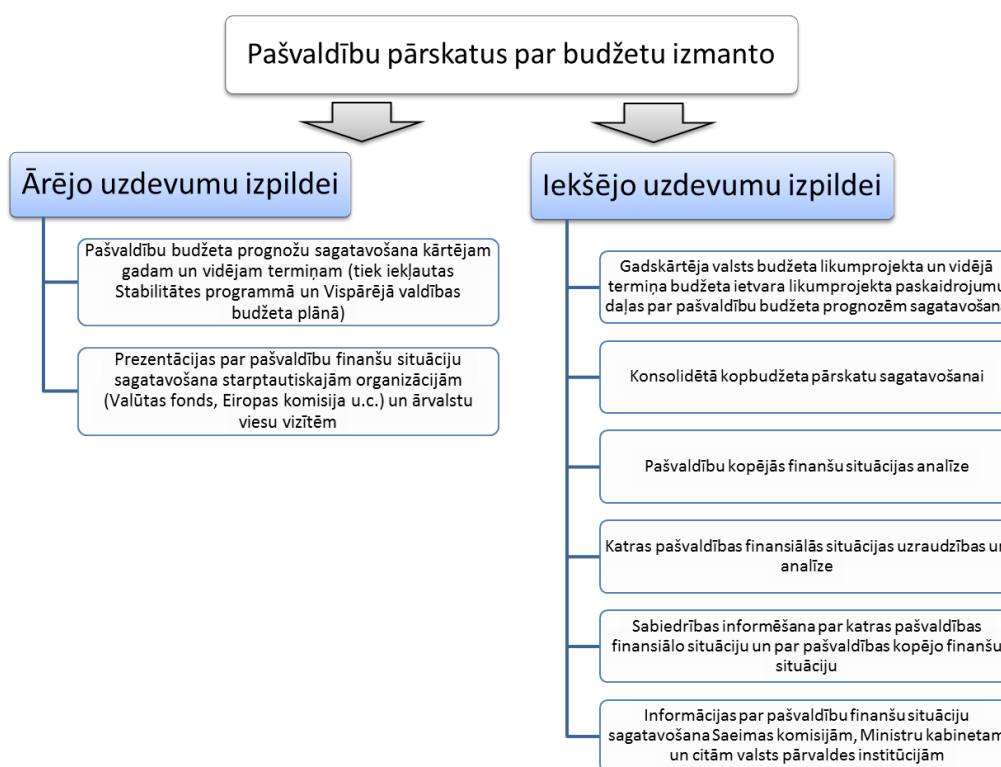 Pašvaldību pārskatus par budžetu izmanto
Ārējo uzdevumu izpildei
Pašvaldību budžeta prognožu sagatavošana kārtējam
gadam un vidējam termiņam (tiek iekļautas
Stabilitātes programmā un Vispārējā valdības
budžeta plānā)
Prezentācijas par pašvaldību finanšu situāciju
sagatavošana starptautiskajām organizācijām
(Valūtas fonds, Eiropas komisija u.c.) un ārvalstu
viesu vizītēm
Iekšējo uzdevumu izpildei
Gadskārtēja valsts budžeta likumprojekta un vidējā
termiņa budžeta ietvara likumprojekta paskaidrojumu
daļas par pašvaldību budžeta prognozēm sagatavošana
Konsolidētā kopbudžeta pārskatu sagatavošanai
Pašvaldību kopējās finanšu situācijas analīze
Katras pašvaldības finansiālās situācijas uzraudzības un
analīze
Sabiedrības informēšana par katras pašvaldības
finansiālo situāciju un par pašvaldības kopējo finanšu
situāciju
Informācijas par pašvaldību finanšu situāciju
sagatavošana Saeimas komisijām, Ministru kabinetam
un citām valsts pārvaldes institūcijām